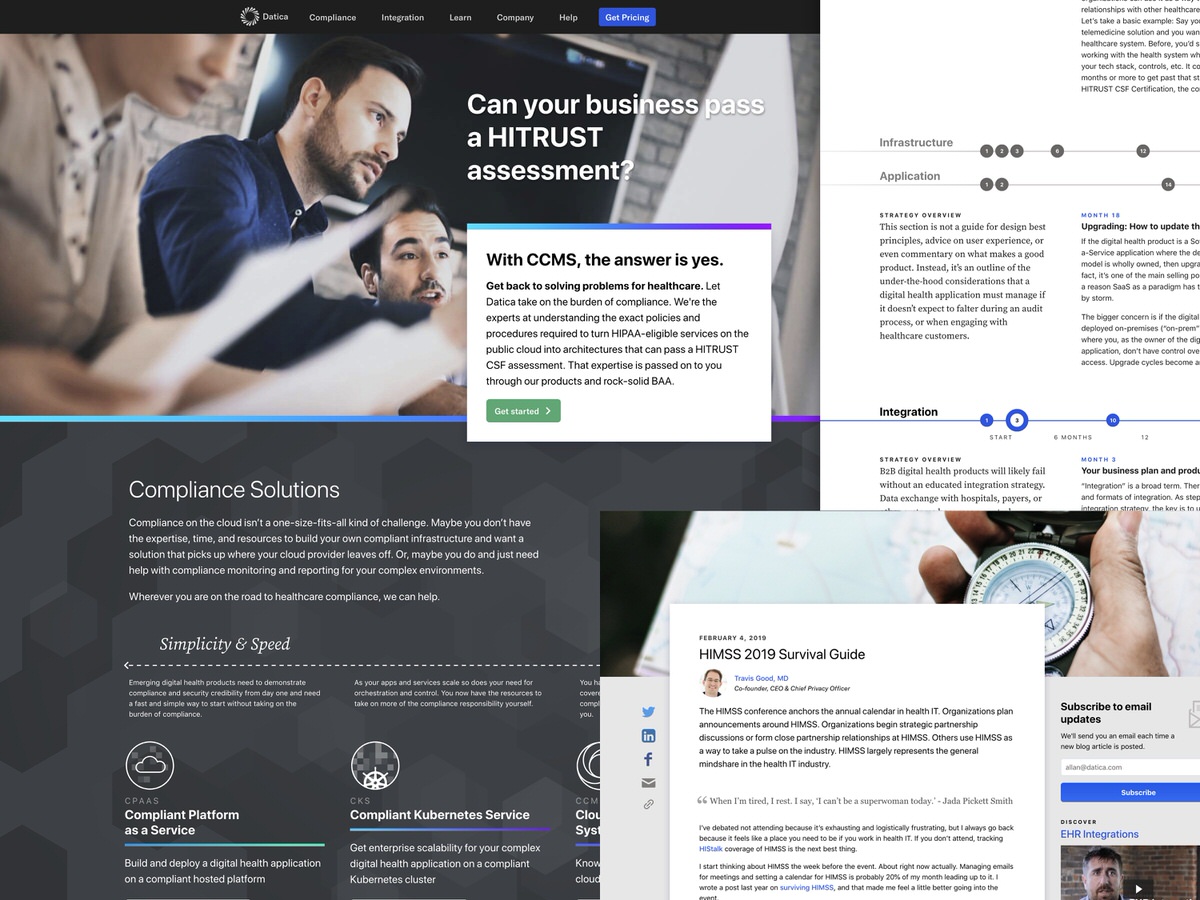 Datica
Compliance
Integration
Learn
Company
Help
Get Pricing
Can your business pass
a HITRUST
assessment?
With CCMS, the answer is yes.
Get back to solving problems for healthcare. Let
Datica take on the burden of compliance. We're the
experts at understanding the exact policies and
procedures required to turn HIPAA-eligible services on the
public cloud into architectures that can pass a HITRUST
CSF assessment. That expertise is passed on to you
through our products and rock-solid BAA.
Get started
Compliance Solutions
Compliance on the cloud isn't a one-size-fits-all kind of challenge. Maybe you don't have
the expertise, time, and resources to build your own compliant infrastructure and want a
solution that picks up where your cloud provider leaves off. Or, maybe you do and just need
help with compliance monitoring and reporting for your complex environments.
Wherever you are on the road to healthcare compliance, we can help.
Simplicity & Speed
Emerging digital health products need to demonstrate
compliance and security credibility from day one and need
a fast and simple way to start without taking on the
burden of compliance.
As your apps and services scale so does your need for
orchestration and control. You now have the resources to
take on more of the compliance responsibility yourself.
You
cover
compl
you.
CPAAS
Compliant Platform
as a Service
Build and deploy a digital health application
on a compliant hosted platform
CKS
Compliant Kubernetes Service
Get enterprise scalability for your complex
digital health application on a compliant
Kubernetes cluster
CCM
Clou
Syst
Know
cloud
relationships with other healthcare
Let's take a basic example: Say you
telemedicine solution and you wan
healthcare system. Before, you'd s
working with the health system wh
your tech stack, controls, etc. It co
months or more to get past that st
HITRUST CSF Certification, the co
Infrastructure
1 2 3 6 12
Application
1 2 14
STRATEGY OVERVIEW
This section is not a guide for design best
principles, advice on user experience, or
even commentary on what makes a good
product. Instead, it's an outline of the
under-the-hood considerations that a
digital health application must manage if
it doesn't expect to falter during an audit
process, or when engaging with
healthcare customers.
MONTH 18
Upgrading: How to update th
If the digital health product is a So
a-Service application where the de
model is wholly owned, then upgra
fact, it's one of the main selling po
a reason SaaS as a paradigm has t
by storm.
The bigger concern is if the digital
deployed on-premises ("on-prem"
where you, as the owner of the dig
application, don't have control ove
access. Upgrade cycles become a
Integration
1 3 10
START 6 MONTHS 12
STRATEGY OVERVIEW
B2B digital health products will likely fail
without an educated integration strategy.
Data exchange with hospitals, payers, or
MONTH 3
Your business plan and produ
"Integration" is a broad term. Ther
and formats of integration. As step
integration strategy, the key is to u
FEBRUARY 4, 2019
HIMSS 2019 Survival Guide
Travis Good, MD
Co-founder, CEO & Chief Privacy Officer
The HIMSS conference anchors the annual calendar in health IT. Organizations plan
announcements around HIMSS. Organizations begin strategic partnership
discussions or form close partnership relationships at HIMSS. Others use HIMSS as
a way to take a pulse on the industry. HIMSS largely represents the general
mindshare in the health IT industry.
“ When I'm tired, I rest. I say, 'I can't be a superwoman today.' - Jada Pickett Smith
I've debated not attending because it's exhausting and logistically frustrating, but I always go back
because it feels like a place you need to be if you work in health IT. If you don't attend, tracking
HIStalk coverage of HIMSS is the next best thing.
I start thinking about HIMSS the week before the event. About right now actually. Managing emails
for meetings and setting a calendar for HIMSS is probably 20% of my month leading up to it. I
wrote a post last year on surviving HIMSS, and that made me feel a little better going into the
event.
Subscribe to email
updates
We'll send you an email each time a
new blog article is posted.
allan@datica.com
Subscribe
DISCOVER
EHR Integrations